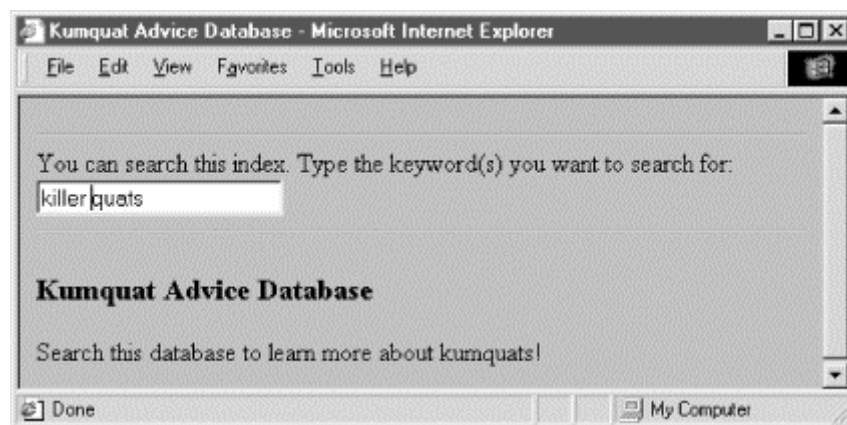 Kumquat Advice Database - Microsoft Internet Explorer
File Edit View Favorites Tools Help
You can search this index. Type the keyword(s) you want to search for:
killer quats
Kumquat Advice Database
Search this database to learn more about kumquats!
Done
My Computer